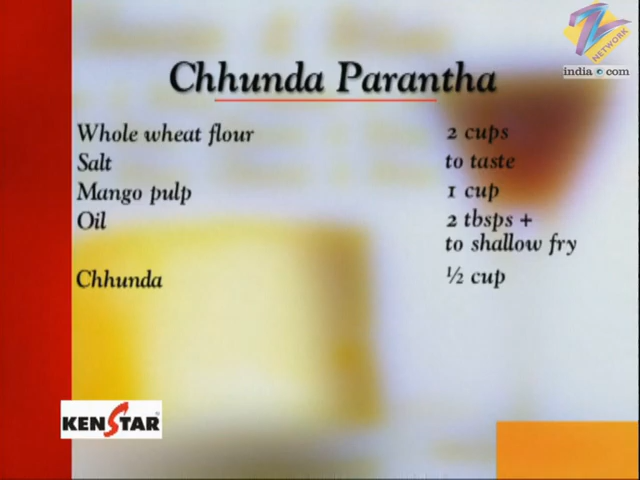 Z NETWORK
india.com
Chhunda Parantha
Whole wheat flour 2 cups
Salt to taste
Mango pulp 1 cup
Oil 2 tbsps +
to shallow fry
Chhunda ½ cup
KENSTAR